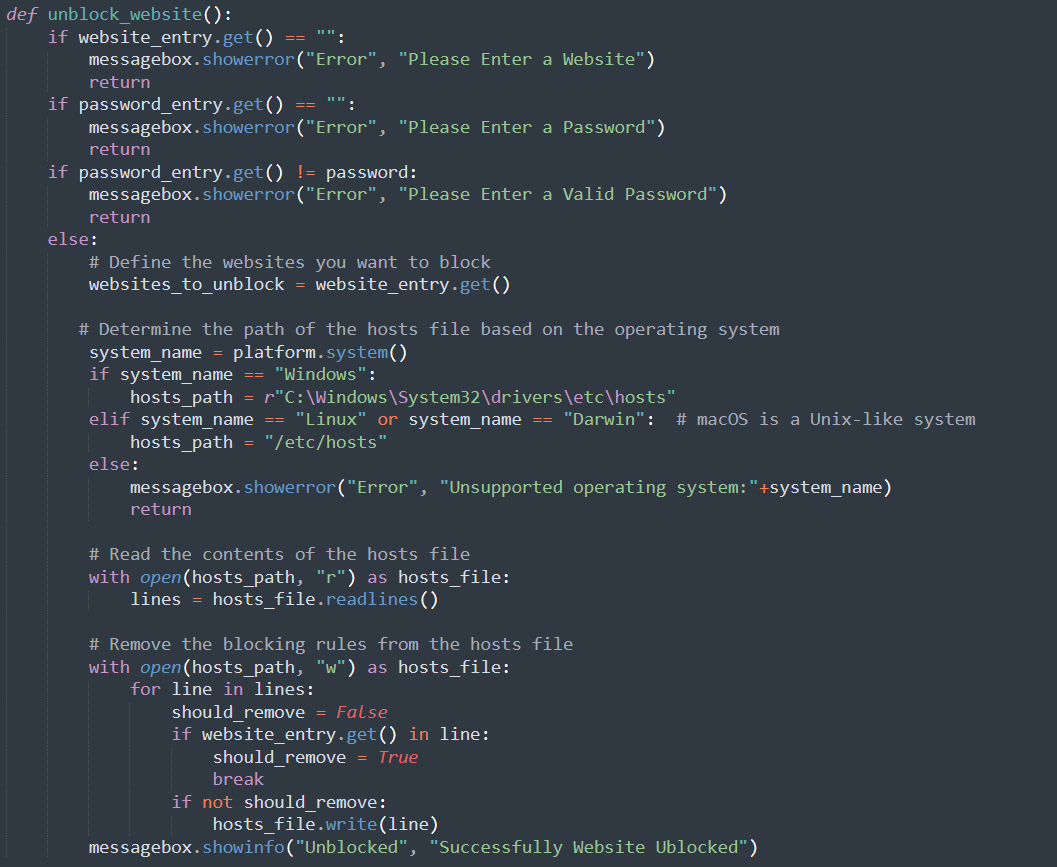 def unblock_website():
    if website_entry.get() == "":
        messagebox.showerror("Error", "Please Enter a Website")
        return
    if password_entry.get() == "":
        messagebox.showerror("Error", "Please Enter a Password")
        return
    if password_entry.get() != password:
        messagebox.showerror("Error", "Please Enter a Valid Password")
        return
    else:
        # Define the websites you want to block
        websites_to_unblock = website_entry.get()

       # Determine the path of the hosts file based on the operating system
        system_name = platform.system()
        if system_name == "Windows":
            hosts_path = r"C:\Windows\System32\drivers\etc\hosts"
        elif system_name == "Linux" or system_name == "Darwin":  # macOS is a Unix-like system
            hosts_path = "/etc/hosts"
        else:
            messagebox.showerror("Error", "Unsupported operating system:"+system_name)
            return

        # Read the contents of the hosts file
        with open(hosts_path, "r") as hosts_file:
            lines = hosts_file.readlines()

        # Remove the blocking rules from the hosts file
        with open(hosts_path, "w") as hosts_file:
            for line in lines:
                should_remove = False
                if website_entry.get() in line:
                    should_remove = True
                    break
                if not should_remove:
                    hosts_file.write(line)
        messagebox.showinfo("Unblocked", "Successfully Website Ublocked")